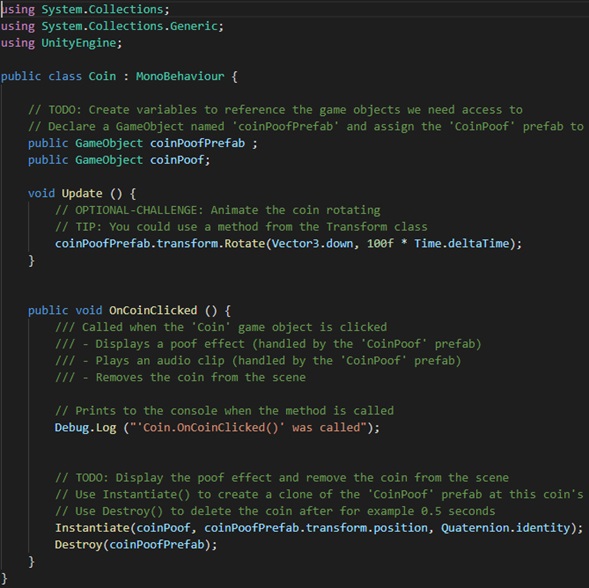 using System.Collections;
using System.Collections.Generic;
using UnityEngine;
public class Coin : MonoBehaviour {
// TODO: Create variables to reference the game objects we need access to
// Declare a GameObject named 'coinPoofPrefab' and assign the 'CoinPoof' prefab to
public GameObject coinPoofPrefab ;
public GameObject coinPoof;
void Update () {
// OPTIONAL-CHALLENGE: Animate the coin rotating
// TIP: You could use a method from the Transform class
coinPoofPrefab.transform.Rotate(Vector3.down, 100f * Time.deltaTime);
}
public void OnCoinClicked () {
/// Called when the 'Coin' game object is clicked
/// - Displays a poof effect (handled by the 'CoinPoof' prefab)
/// - Plays an audio clip (handled by the 'CoinPoof' prefab)
/// - Removes the coin from the scene
// Prints to the console when the method is called
Debug.Log ("'Coin.OnCoinClicked()' was called");
// TODO: Display the poof effect and remove the coin from the scene
// Use Instantiate() to create a clone of the 'CoinPoof' prefab at this coin's
// Use Destroy() to delete the coin after for example 0.5 seconds
Instantiate(coinPoof, coinPoofPrefab.transform.position, Quaternion.identity);
Destroy(coinPoofPrefab);
}
}